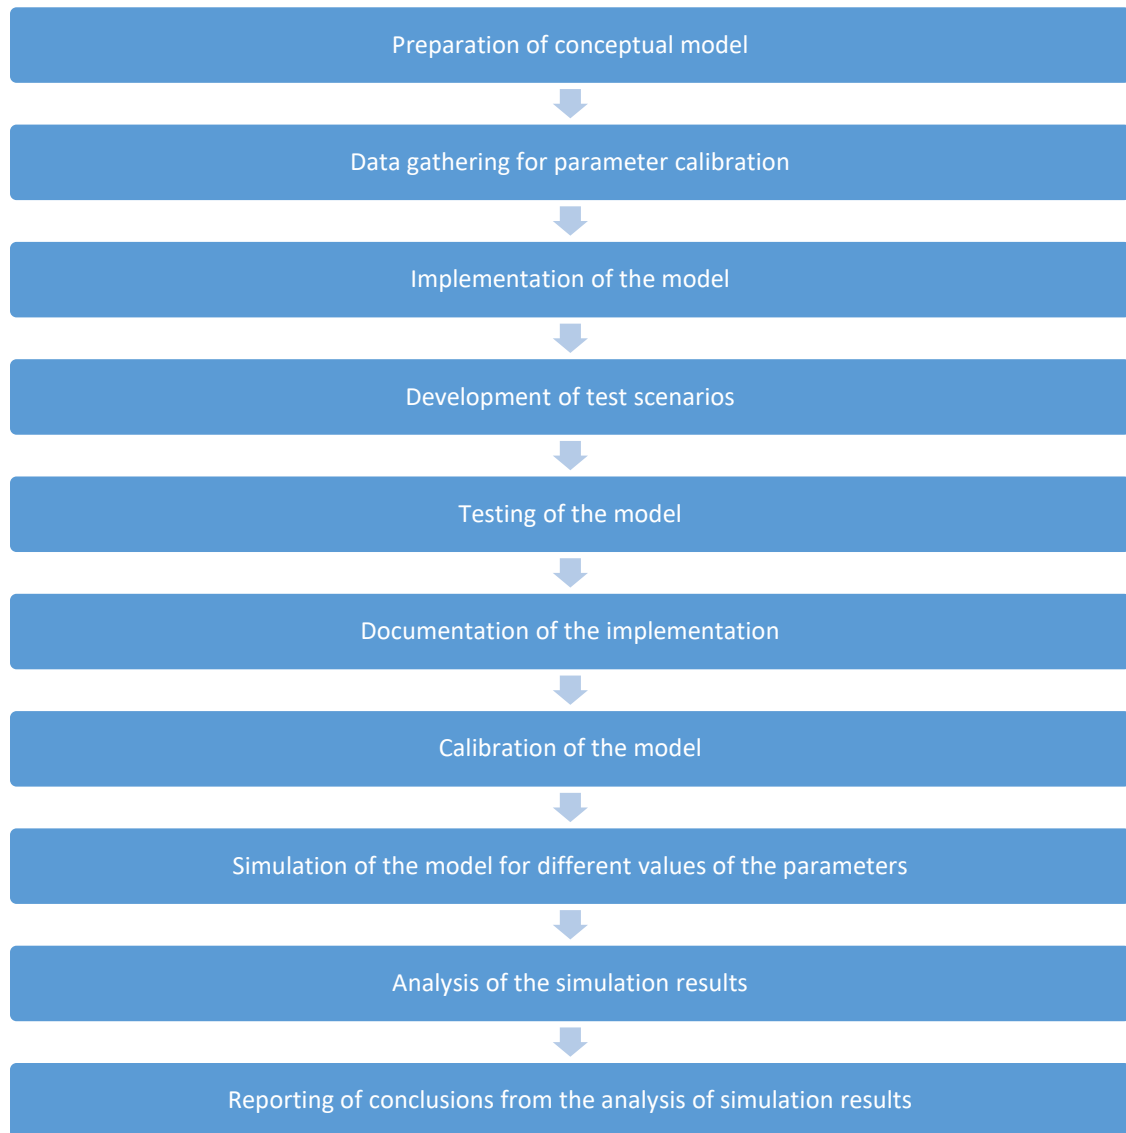 Preparation of conceptual model
Data gathering for parameter calibration
Implementation of the model
Development of test scenarios
Testing of the model
Documentation of the implementation
Calibration of the model
Simulation of the model for different values of the parameters
Analysis of the simulation results
Reporting of conclusions from the analysis of simulation results